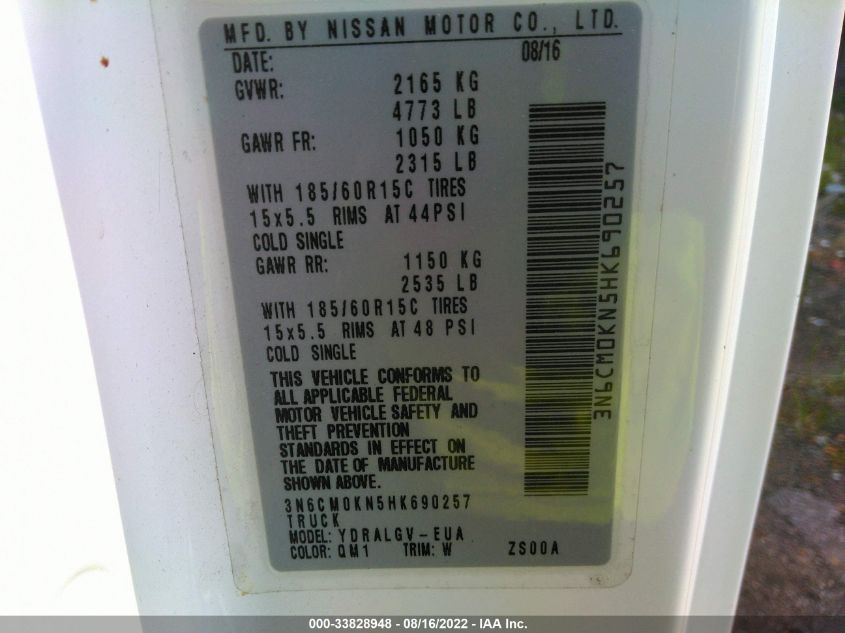 MFD. BY NISSAN MOTOR CO., LTD.
DATE: 08/16
GVWR: 2165 KG
4773 LB
GAWR FR: 1050 KG
2315 LB
WITH 185/60R15C TIRES
15x5.5 RIMS AT 44PSI
COLD SINGLE
GAWR RR: 1150 KG
2535 LB
WITH 185/60R15C TIRES
15x5.5 RIMS AT 48 PSI
COLD SINGLE
THIS VEHICLE CONFORMS TO
ALL APPLICABLE FEDERAL
MOTOR VEHICLE SAFETY AND
THEFT PREVENTION
STANDARDS IN EFFECT ON
THE DATE OF MANUFACTURE
SHOWN ABOVE.
3N6CM0KN5HK690257
TRUCK
MODEL: YDRALGV-EUA
COLOR: QM1 TRIM: W ZS00A
3N6CM0KN5HK690257
000-33828948 - 08/16/2022 - IAA Inc.